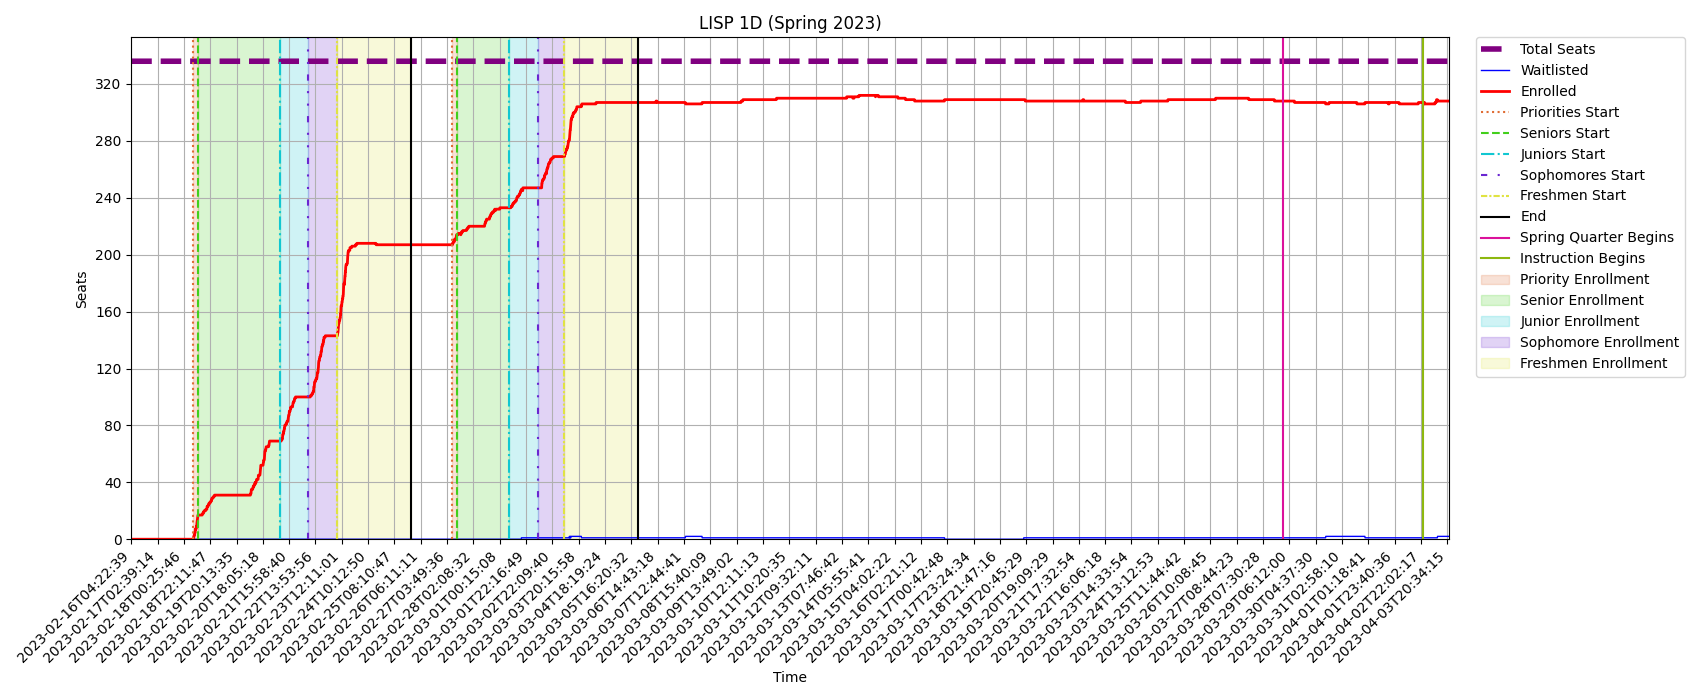 LISP 1D (Spring 2023)
Seats
320
280
240
200
160
120
80
40
0
2023-02-16T04:22:39
2023-02-17T02:39:14
2023-02-18T00:25:46
2023-02-18T22:11:47
2023-02-19T20:13:35
2023-02-20T18:05:18
2023-02-21T15:58:40
2023-02-22T13:53:56
2023-02-23T12:11:01
2023-02-24T10:12:50
2023-02-25T08:10:47
2023-02-26T06:11:11
2023-02-27T03:49:36
2023-02-28T02:08:32
2023-03-01T00:15:08
2023-03-01T22:16:49
2023-03-02T22:09:40
2023-03-03T20:15:58
2023-03-04T18:19:24
2023-03-05T16:20:32
2023-03-06T14:43:18
2023-03-07T12:44:41
2023-03-08T15:40:09
2023-03-09T13:49:02
2023-03-10T12:11:13
2023-03-11T10:20:35
2023-03-12T09:32:11
2023-03-13T07:46:42
2023-03-14T05:55:41
2023-03-15T04:02:22
2023-03-16T02:21:12
2023-03-17T00:42:48
2023-03-17T23:24:34
2023-03-18T21:47:16
2023-03-19T20:45:29
2023-03-20T19:09:29
2023-03-21T17:32:54
2023-03-22T16:06:18
2023-03-23T14:33:54
2023-03-24T13:12:53
2023-03-25T11:44:42
2023-03-26T10:08:45
2023-03-27T08:44:23
2023-03-28T07:30:28
2023-03-29T06:12:00
2023-03-30T04:37:30
2023-03-31T02:58:10
2023-04-01T01:18:41
2023-04-01T23:40:36
2023-04-02T22:02:17
2023-04-03T20:34:15
Time
Total Seats
Waitlisted
Enrolled
Priorities Start
Seniors Start
Juniors Start
Sophomores Start
Freshmen Start
End
Spring Quarter Begins
Instruction Begins
Priority Enrollment
Senior Enrollment
Junior Enrollment
Sophomore Enrollment
Freshmen Enrollment